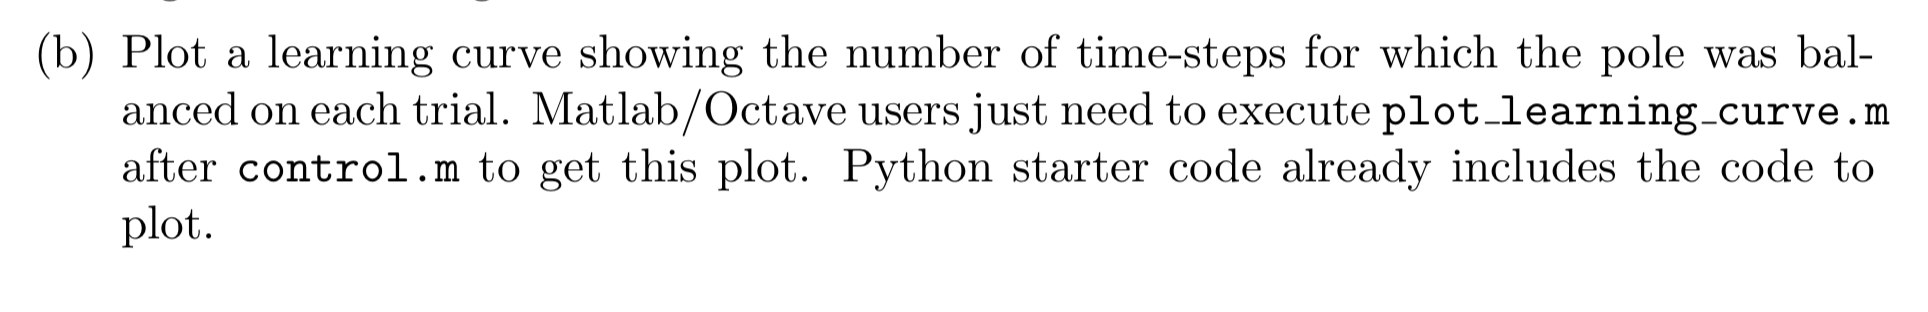 (b) Plot a learning curve showing the number of time-steps for which the pole was bal-
anced on each trial. Matlab/Octave users just need to execute plot_learning_curve.m
after control.m to get this plot. Python starter code already includes the code to
plot.